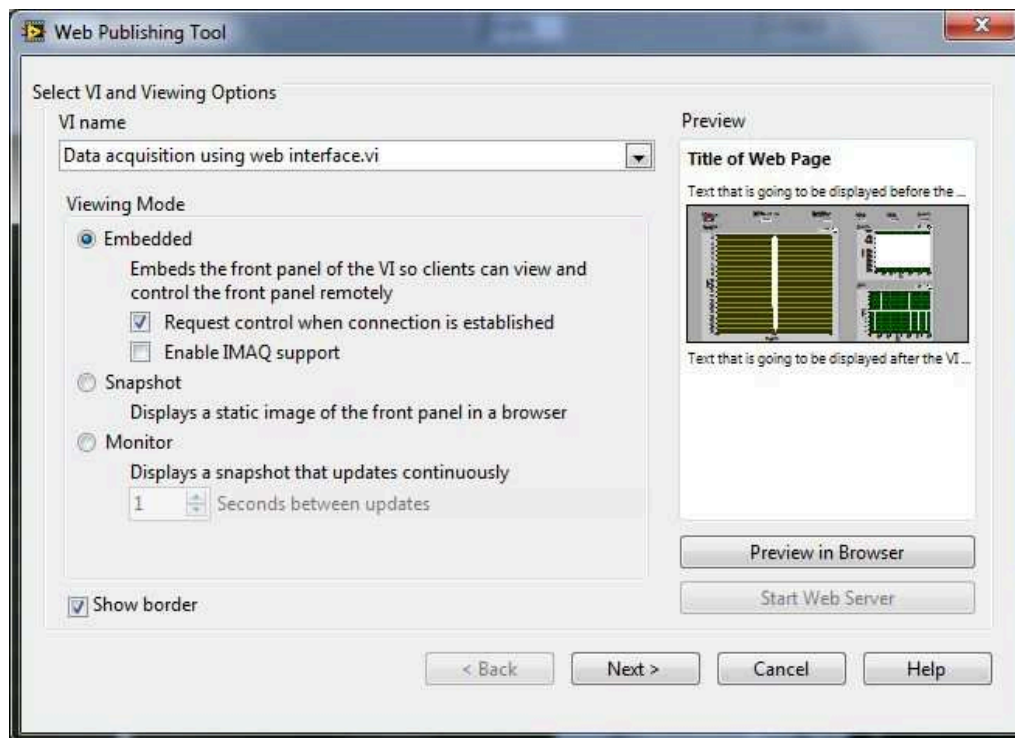 Web Publishing Tool
Select VI and Viewing Options
VI name
Data acquisition using web interface.vi
Viewing Mode
Embedded
Embeds the front panel of the VI so clients can view and
control the front panel remotely
Request control when connection is established
Enable IMAQ support
Snapshot
Displays a static image of the front panel in a browser
Monitor
Displays a snapshot that updates continuously
1 Seconds between updates
Show border
Preview
Title of Web Page
Text that is going to be displayed before the ...
Text that is going to be displayed after the VI ...
Preview in Browser
Start Web Server
< Back
Next >
Cancel
Help